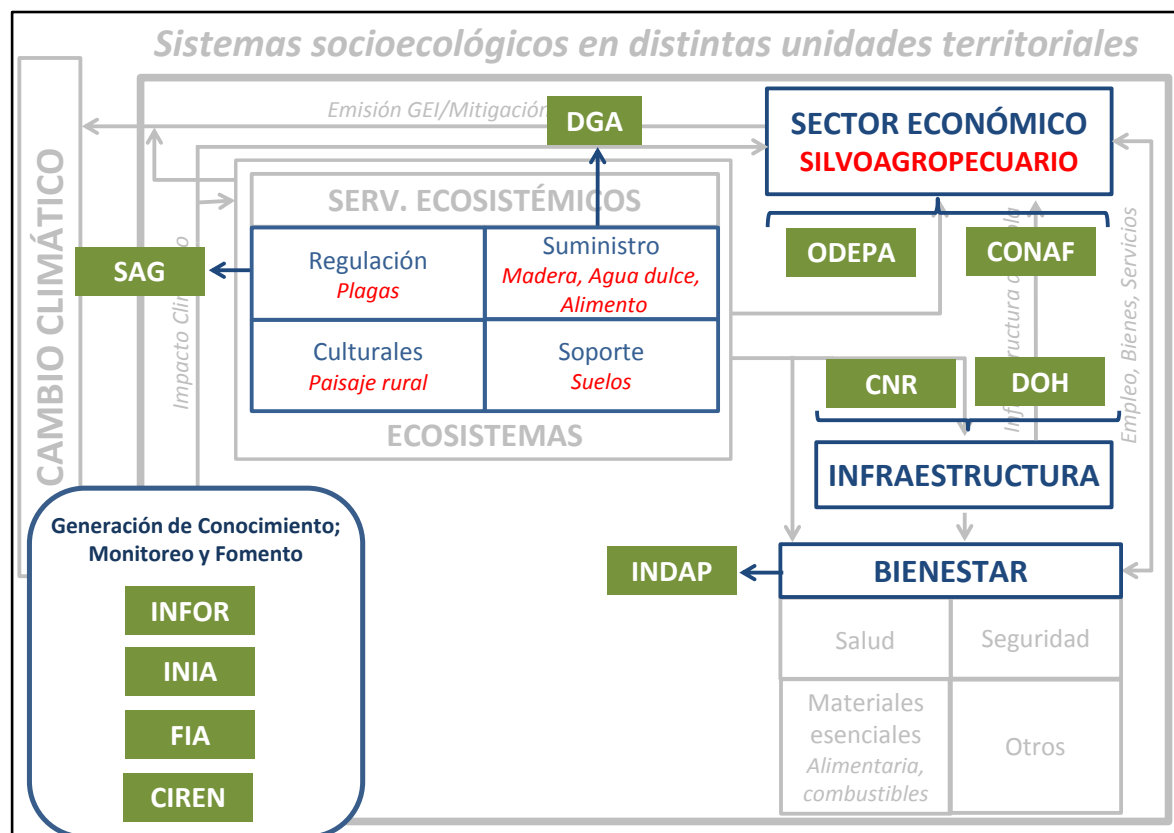 Sistemas socioecológicos en distintas unidades territoriales
CAMBIO CLIMÁTICO
Emisión GEI/Mitigación
DGA
SECTOR ECONÓMICO
SILVOAGROPECUARIO
SERV. ECOSISTÉMICOS
ODEPA
CONAF
SAG
Regulación
Plagas
Suministro
Madera, Agua dulce,
Alimento
Culturales
Paisaje rural
Soporte
Suelos
ECOSISTEMAS
Impacto
CNR
DOH
Empleo, Bienes, Servicios
INFRAESTRUCTURA
Generación de Conocimiento;
Monitoreo y Fomento
INFOR
INIA
FIA
CIREN
INDAP
BIENESTAR
Salud
Seguridad
Materiales
esenciales
Alimentaria,
combustibles
Otros